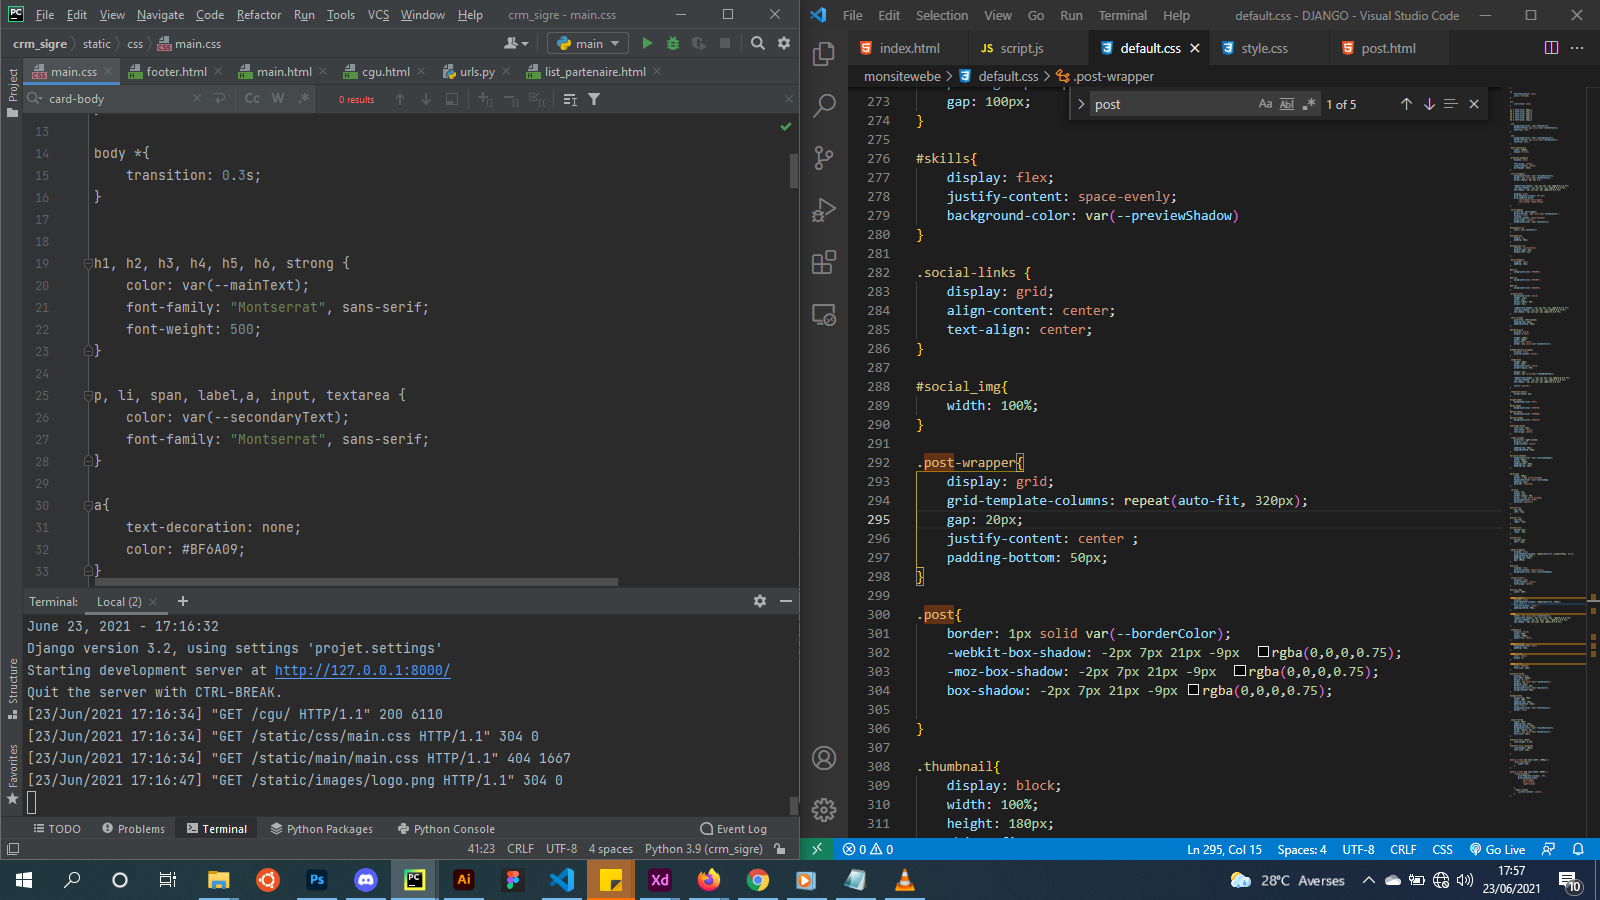 File Edit View Navigate Code Refactor Run Tools VCS Window Help crm_sigre - main.css
crm_sigre static css main.css main
main.css footer.html main.html cgu.html urls.py list_partenaire.html
card-body Cc W .* 0 results
Project
13
14 body *{
15 transition: 0.3s;
16 }
17
18
19 h1, h2, h3, h4, h5, h6, strong {
20 color: var(--mainText);
21 font-family: "Montserrat", sans-serif;
22 font-weight: 500;
23 }
24
25 p, li, span, label,a, input, textarea {
26 color: var(--secondaryText);
27 font-family: "Montserrat", sans-serif;
28 }
29
30 a{
31 text-decoration: none;
32 color: #BF6A09;
33 }
Terminal: Local (2) +
June 23, 2021 - 17:16:32
Django version 3.2, using settings 'projet.settings'
Starting development server at http://127.0.0.1:8000/
Quit the server with CTRL-BREAK.
[23/Jun/2021 17:16:34] "GET /cgu/ HTTP/1.1" 200 6110
[23/Jun/2021 17:16:34] "GET /static/css/main.css HTTP/1.1" 304 0
[23/Jun/2021 17:16:34] "GET /static/main/main.css HTTP/1.1" 404 1667
[23/Jun/2021 17:16:47] "GET /static/images/logo.png HTTP/1.1" 304 0
Structure
Favorites
TODO Problems Terminal Python Packages Python Console Event Log
41:23 CRLF UTF-8 4 spaces Python 3.9 (crm_sigre)
File Edit Selection View Go Run Terminal Help default.css - DJANGO - Visual Studio Code
index.html JS script.js default.css style.css post.html
monsitewebe > default.css > .post-wrapper
post Aa Abl .* 1 of 5
273 gap: 100px;
274 }
275
276 #skills{
277 display: flex;
278 justify-content: space-evenly;
279 background-color: var(--previewShadow)
280 }
281
282 .social-links {
283 display: grid;
284 align-content: center;
285 text-align: center;
286 }
287
288 #social_img{
289 width: 100%;
290 }
291
292 .post-wrapper{
293 display: grid;
294 grid-template-columns: repeat(auto-fit, 320px);
295 gap: 20px;
296 justify-content: center ;
297 padding-bottom: 50px;
298 }
299
300 .post{
301 border: 1px solid var(--borderColor);
302 -webkit-box-shadow: -2px 7px 21px -9px rgba(0,0,0,0.75);
303 -moz-box-shadow: -2px 7px 21px -9px rgba(0,0,0,0.75);
304 box-shadow: -2px 7px 21px -9px rgba(0,0,0,0.75);
305
306 }
307
308 .thumbnail{
309 display: block;
310 width: 100%;
311 height: 180px;
0 0 Ln 295, Col 15 Spaces: 4 UTF-8 CRLF CSS Go Live
Ps PC Ai Xd 28°C Averses 17:57
23/06/2021
10